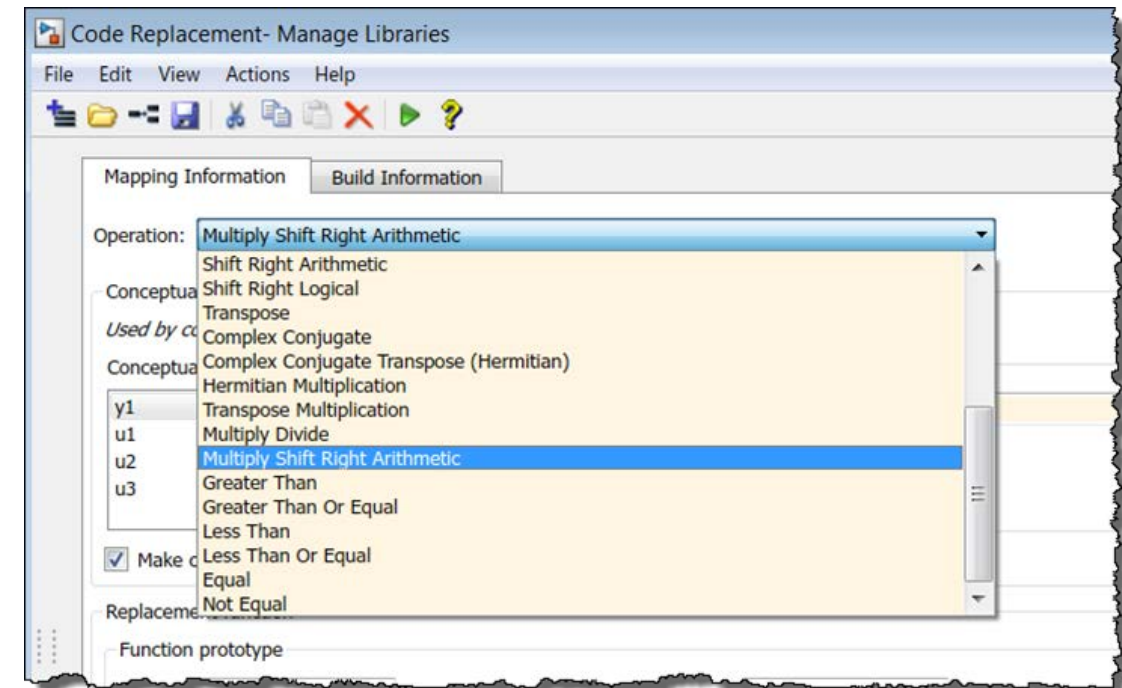 Code Replacement- Manage Libraries
File Edit View Actions Help
Mapping Information Build Information
Operation: Multiply Shift Right Arithmetic
Shift Right Arithmetic
Shift Right Logical
Transpose
Complex Conjugate
Complex Conjugate Transpose (Hermitian)
Hermitian Multiplication
Transpose Multiplication
Multiply Divide
Multiply Shift Right Arithmetic
Greater Than
Greater Than Or Equal
Less Than
Less Than Or Equal
Equal
Not Equal
Conceptua
Used by co
Conceptua
y1
u1
u2
u3
Make c
Replaceme
Function prototype